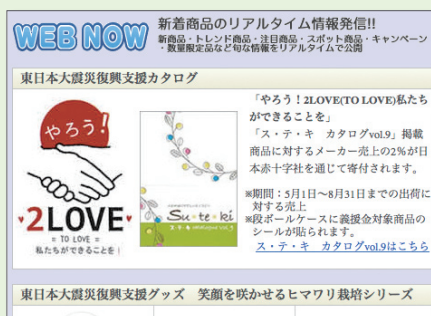 WEB NOW
新着商品のリアルタイム情報発信!!
新商品・トレンド商品・注目商品・スポット商品・キャンペーン
・数量限定品など旬な情報をリアルタイムで公開
東日本大震災復興支援カタログ
やろう!
2LOVE
= TO LOVE =
私たちができることを!
Su・te・ki
ス・テ・キ
「やろう！2LOVE(TO LOVE)私たち
ができることを」
「ス・テ・キ　カタログvol.9」掲載
商品に対するメーカー売上の2%が日
本赤十字社を通じて寄付されます。
※期間：5月1日〜8月31日までの出荷に
対する売上
※段ボールケースに義援金対象商品の
シールが貼られます。
ス・テ・キ　カタログvol.9はこちら
東日本大震災復興支援グッズ　笑顔を咲かせるヒマワリ栽培シリーズ